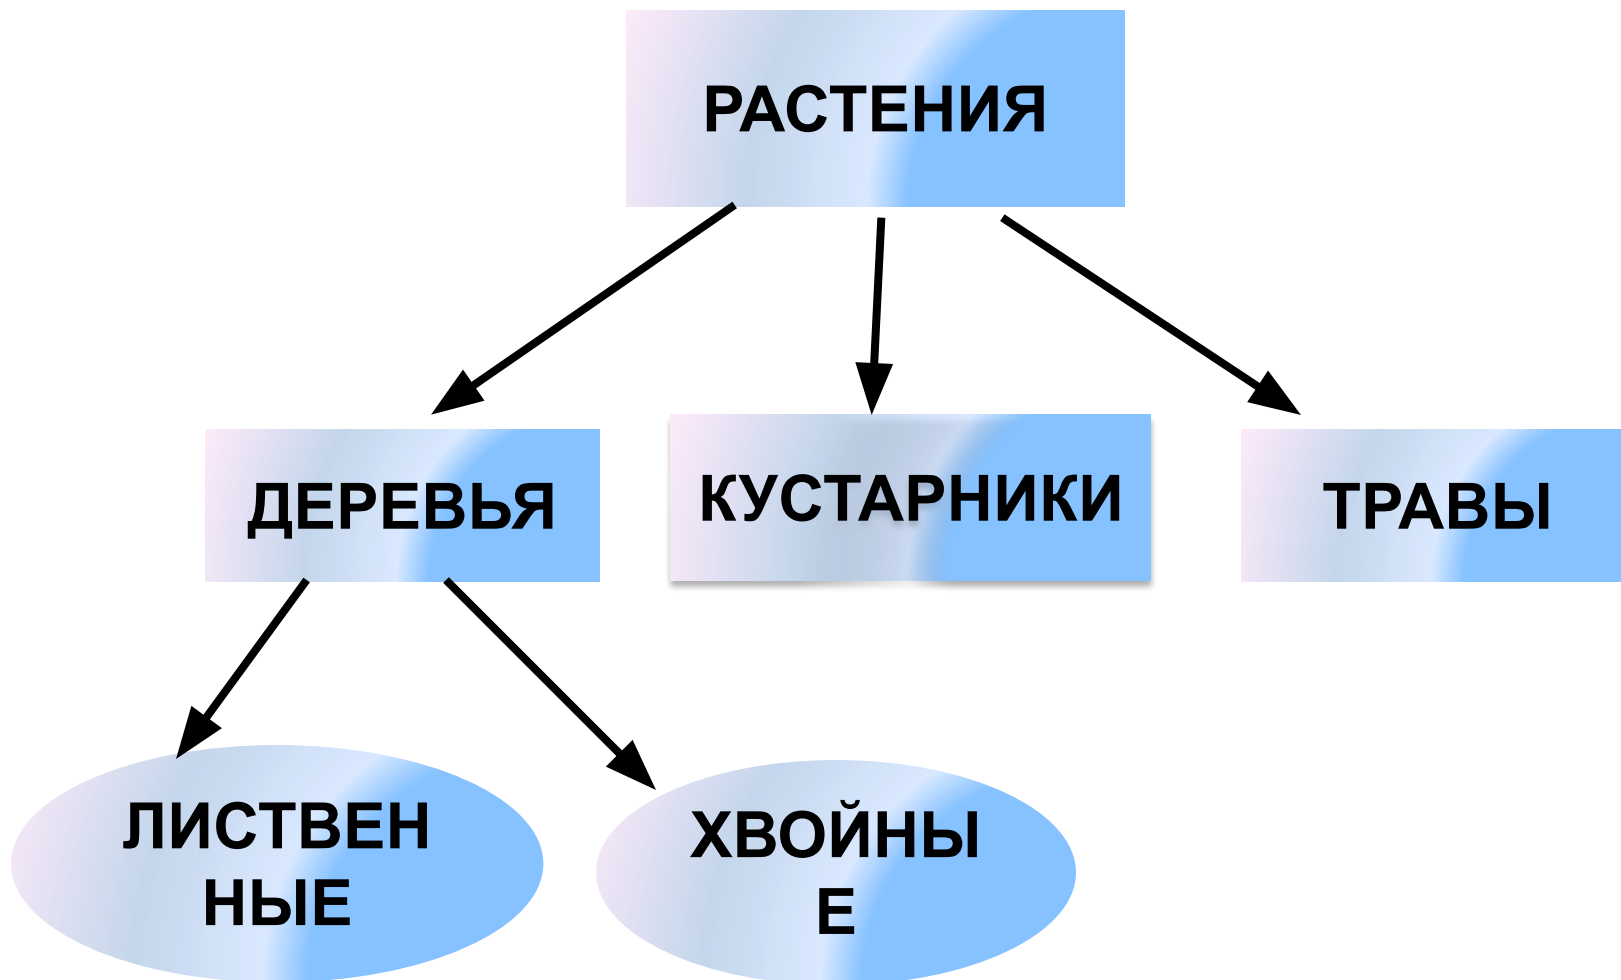 РАСТЕНИЯ
ДЕРЕВЬЯ
КУСТАРНИКИ
ТРАВЫ
ЛИСТВЕН
НЫЕ
ХВОЙНЫ
Е